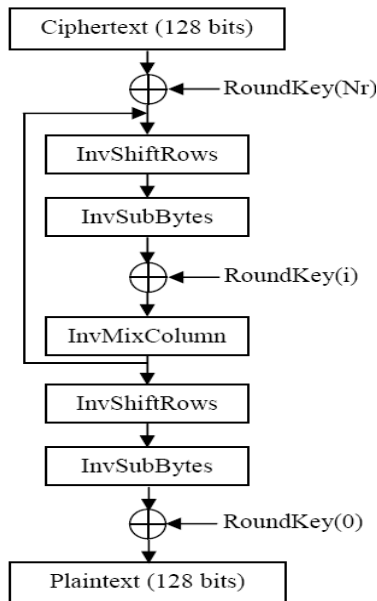 Ciphertext (128 bits)
RoundKey(Nr)
InvShiftRows
InvSubBytes
RoundKey(i)
InvMixColumn
InvShiftRows
InvSubBytes
RoundKey(0)
Plaintext (128 bits)